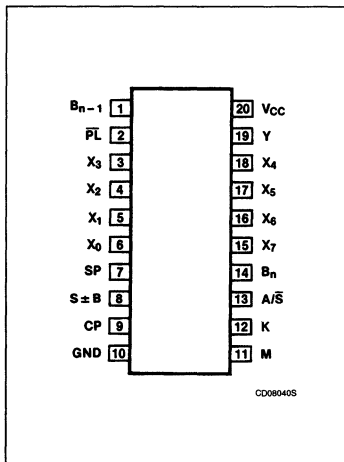 Bn−1 1 20 VCC
P̅L̅ 2 19 Y
X3 3 18 X4
X2 4 17 X5
X1 5 16 X6
X0 6 15 X7
SP 7 14 Bn
S ± B 8 13 A/S̅
CP 9 12 K
GND 10 11 M
CD08040S